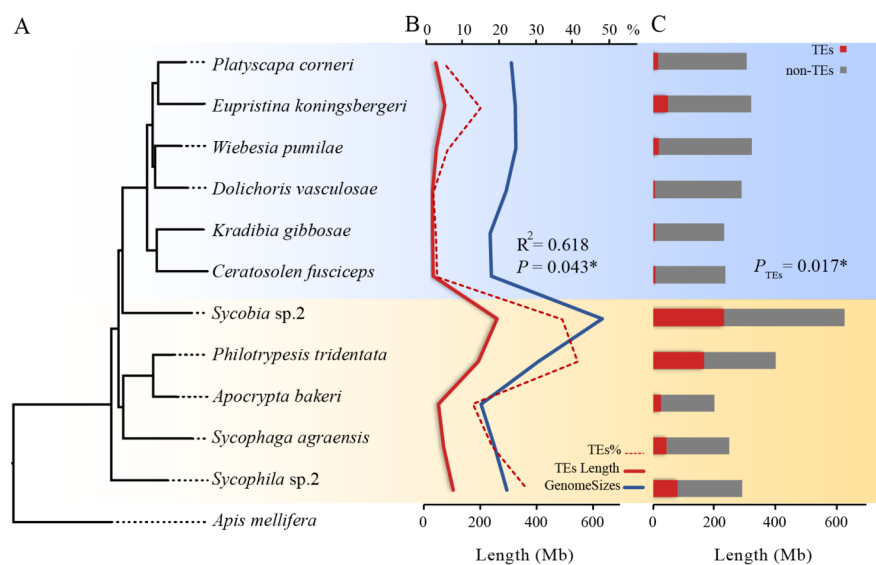 A
B
C
0 10 20 30 40 50 %
TEs
non-TEs
Platyscapa corneri
Eupristina koningsbergeri
Wiebesia pumilae
Dolichoris vasculosae
Kradibia gibbosae
Ceratosolen fusciceps
Sycobia sp.2
Philotrypesis tridentata
Apocrypta bakeri
Sycophaga agraensis
Sycophila sp.2
Apis mellifera
R2= 0.618
P = 0.043*
PTEs= 0.017*
TEs%
TEs Length
GenomeSizes
0 200 400 600
Length (Mb)
0 200 400 600
Length (Mb)